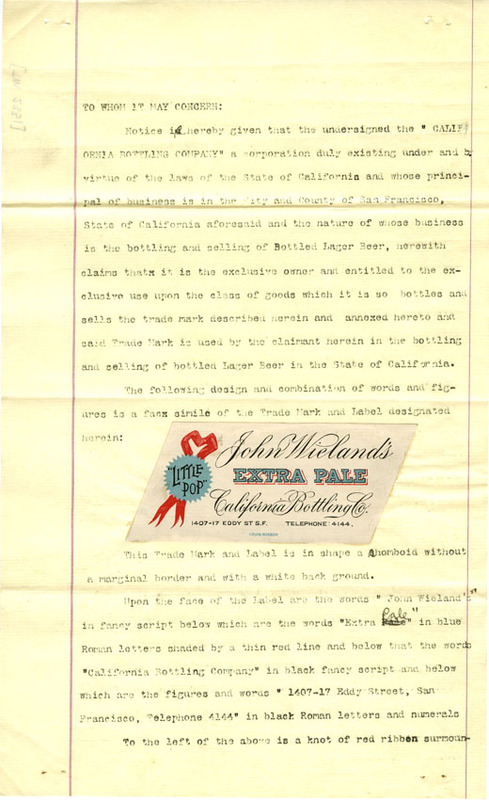 [TM 2351]
TO WHOM IT MAY CONCERN:
Notice is hereby given that the undersigned the " CALIF-
ORNIA BOTTLING COMPANY" a corporation duly existing under and by
virtue of the laws of the State of California and whose princi-
pal of business is in the City and County of San Francisco,
State of California aforesaid and the nature of whose business
is the bottling and selling of Bottled Lager Beer, herewith
claims thatx it is the exclusive owner and entitled to the ex-
clusive use upon the class of goods which it is so bottles and
sells the trade mark described herein and annexed hereto and
said Trade Mark is used by the claimant herein in the bottling
and selling of bottled Lager Beer in the State of California.
The following design and combination of words and fig-
ures is a facx simile of the Trade Mark and Label designated
herein:
"LITTLE POP"
John Wieland's
EXTRA PALE
California Bottling Co.
1407-17 EDDY ST S.F. TELEPHONE 4144.
This Trade Mark and Label is in shape a Rhomboid without
a marginal border and with a white back ground.
Upon the face of the Label are the words " John Wieland's"
in fancy script below which are the words "Extra Pale" in blue
Roman letters shaded by a thin red line and below that the words
"California Bottling Company" in black fancy script and below
which are the figures and words " 1407-17 Eddy Street, San
Francisco, Telephone 4144" in black Roman letters and numerals
To the left of the above is a knot of red ribben surmoun-